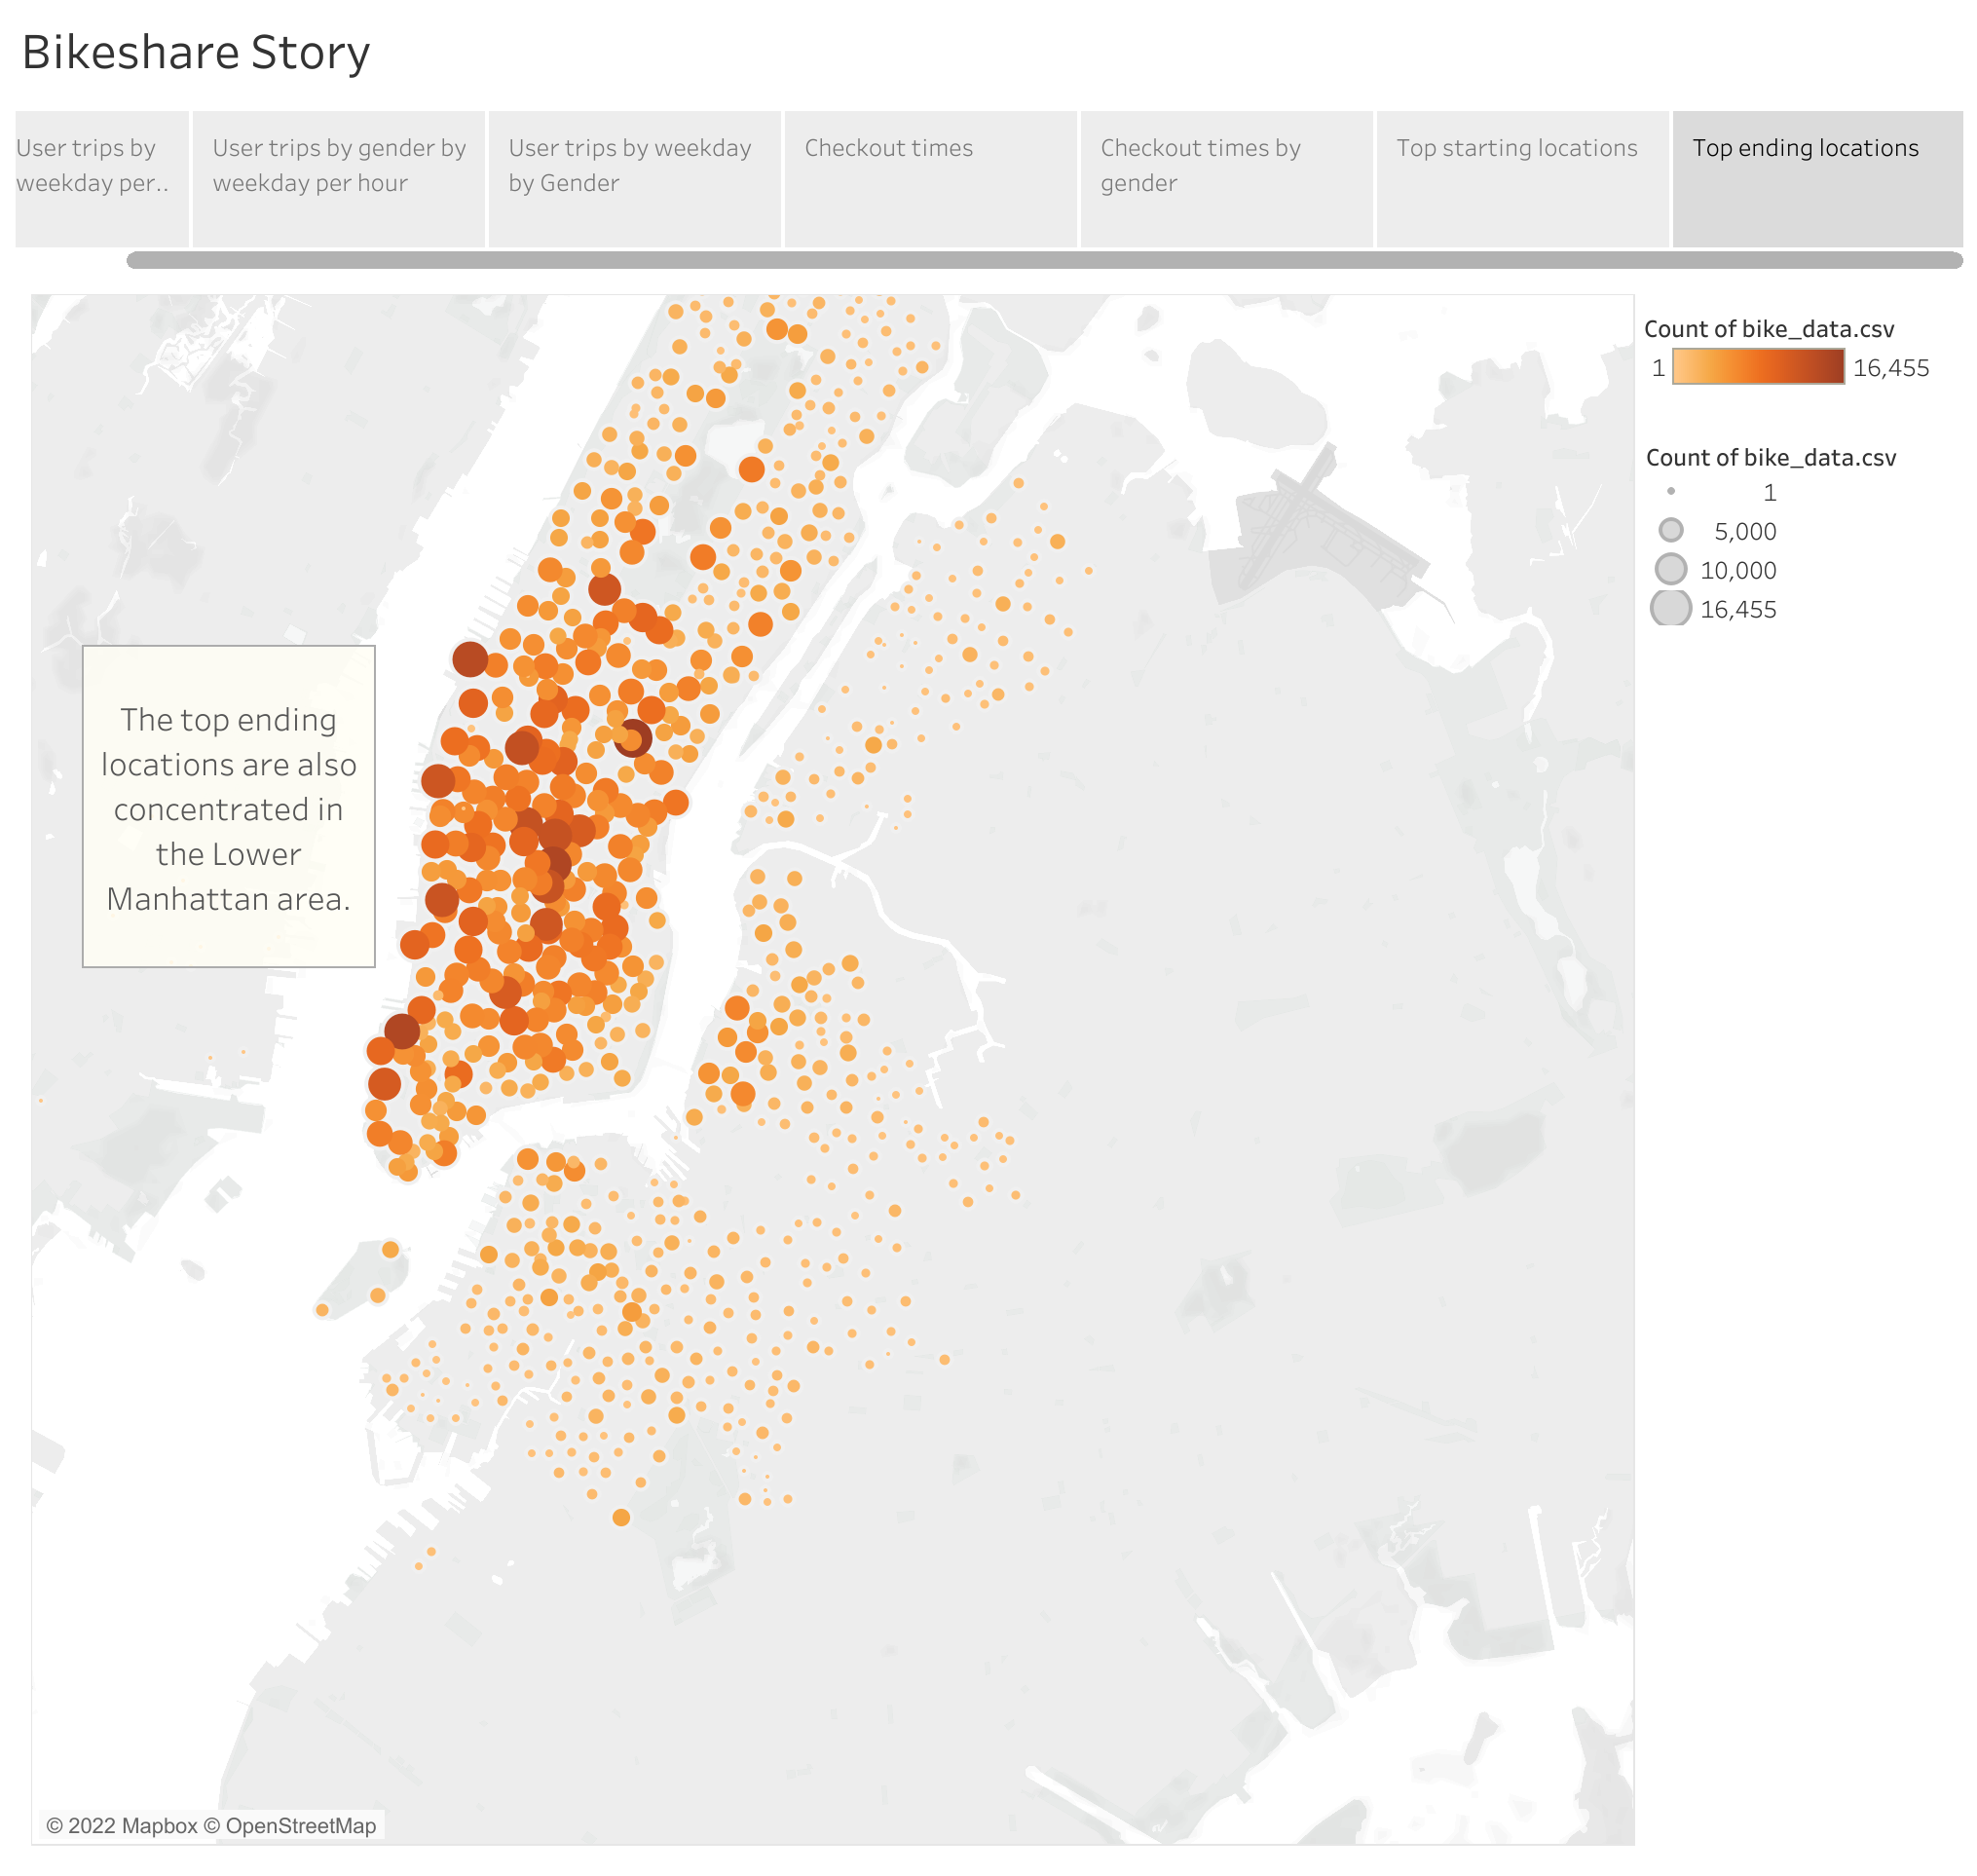 Bikeshare Story
User trips by
weekday per..
User trips by gender by
weekday per hour
User trips by weekday
by Gender
Checkout times
Checkout times by
gender
Top starting locations
Top ending locations
Count of bike_data.csv
1 16,455
Count of bike_data.csv
1
5,000
10,000
16,455
The top ending
locations are also
concentrated in
the Lower
Manhattan area.
© 2022 Mapbox © OpenStreetMap